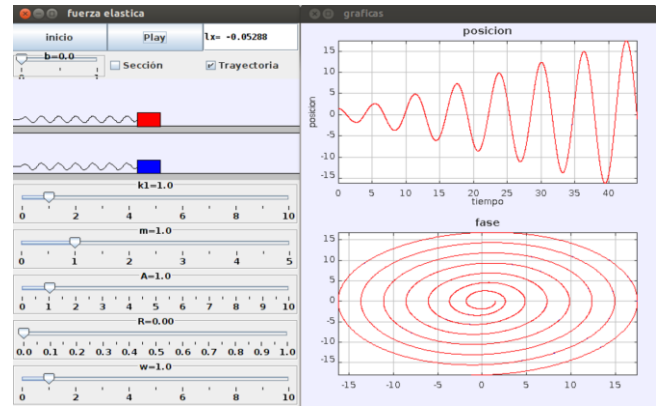 fuerza elastica
inicio
Play
lx= -0.05288
b=0.0
0 1
Sección
Trayectoria
k1=1.0
0 2 4 6 8 10
m=1.0
0 1 2 3 4 5
A=1.0
0 2 4 6 8 10
R=0.00
0.0 0.1 0.2 0.3 0.4 0.5 0.6 0.7 0.8 0.9 1.0
w=1.0
0 2 4 6 8 10
graficas
posicion
posicion
15
10
5
0
-5
-10
-15
0 5 10 15 20 25 30 35 40
tiempo
fase
15
10
5
0
-5
-10
-15
-15 -10 -5 0 5 10 15